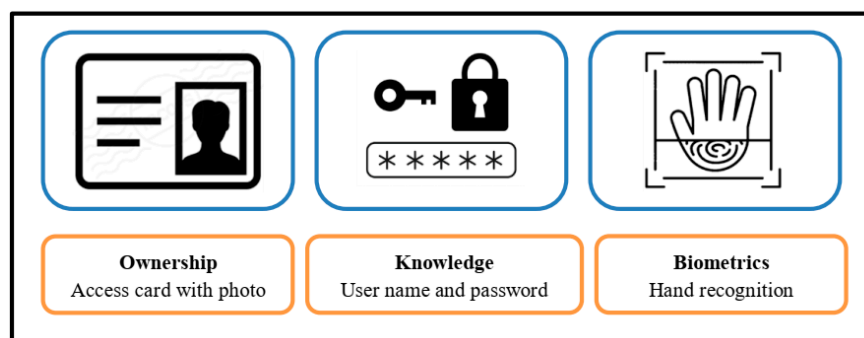 *****
Ownership
Access card with photo
Knowledge
User name and password
Biometrics
Hand recognition